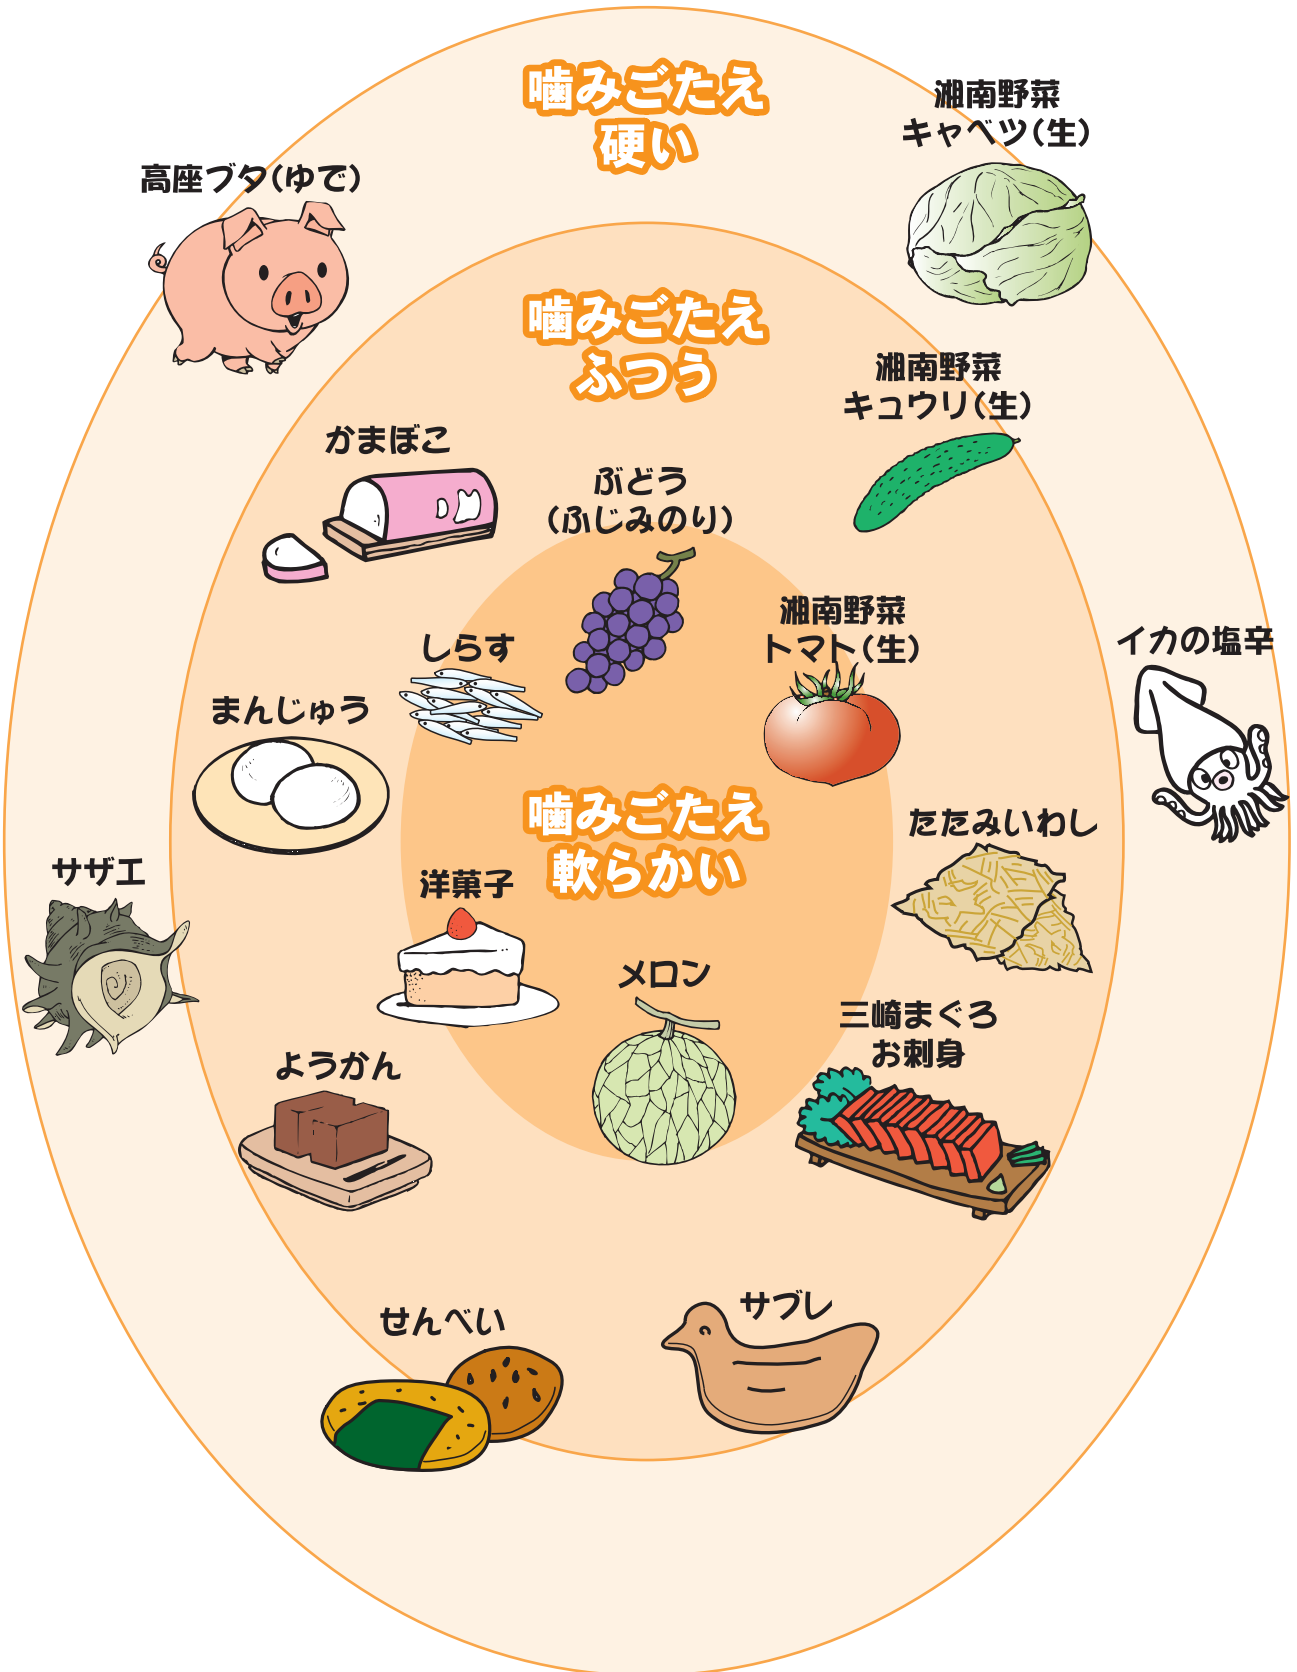 噛みごたえ
硬い
湘南野菜
キャベツ(生)
高座ブタ(ゆで)
噛みごたえ
ふつう
湘南野菜
キュウリ(生)
かまぼこ
ぶどう
(ふじみのり)
湘南野菜
トマト(生)
しらす
イカの塩辛
まんじゅう
噛みごたえ
軟らかい
たたみいわし
サザエ
洋菓子
メロン
三崎まぐろ
お刺身
ようかん
せんべい
サブレ